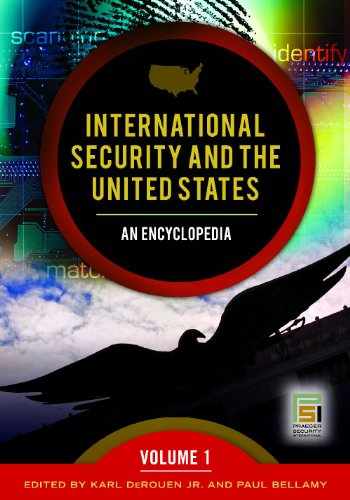 scan
identify
INTERNATIONAL
SECURITY AND THE
UNITED STATES
AN ENCYCLOPEDIA
matc
PSI
PRAEGER
SECURITY
INTERNATIONAL
VOLUME 1
EDITED BY KARL DEROUEN JR. AND PAUL BELLAMY